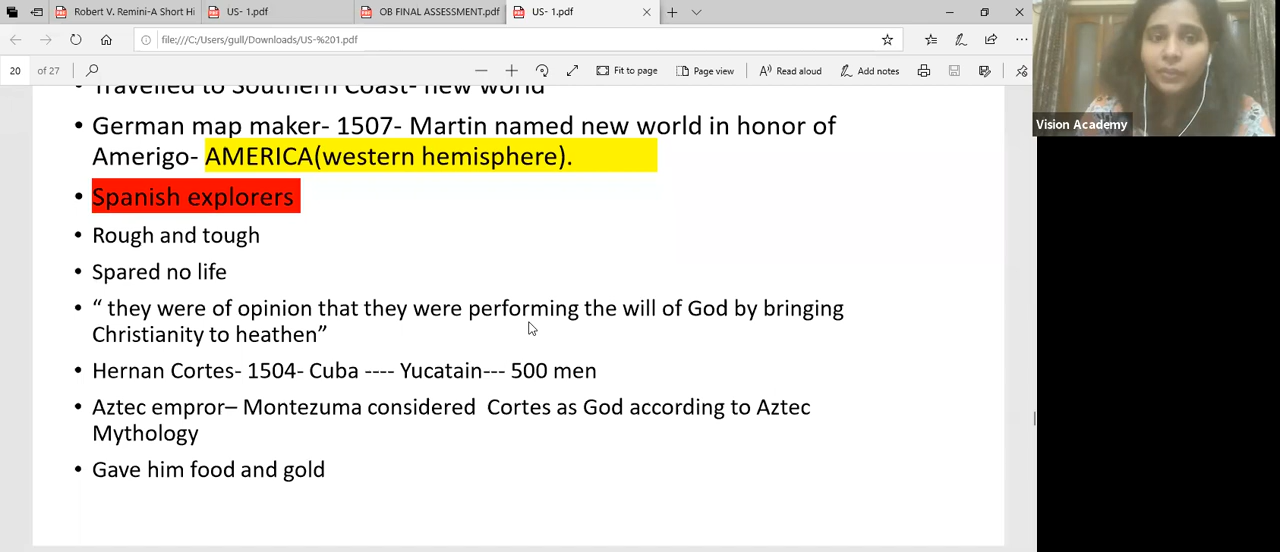 Robert V. Remini-A Short Hi
US- 1.pdf
OB FINAL ASSESSMENT.pdf
US- 1.pdf
file:///C:/Users/gull/Downloads/US-%201.pdf
20 of 27
Fit to page
Page view
Read aloud
Add notes
Vision Academy
• Travelled to Southern Coast- new world
• German map maker- 1507- Martin named new world in honor of
Amerigo- AMERICA(western hemisphere).
• Spanish explorers
• Rough and tough
• Spared no life
• “ they were of opinion that they were performing the will of God by bringing
Christianity to heathen”
• Hernan Cortes- 1504- Cuba ---- Yucatain--- 500 men
• Aztec empror– Montezuma considered Cortes as God according to Aztec
Mythology
• Gave him food and gold